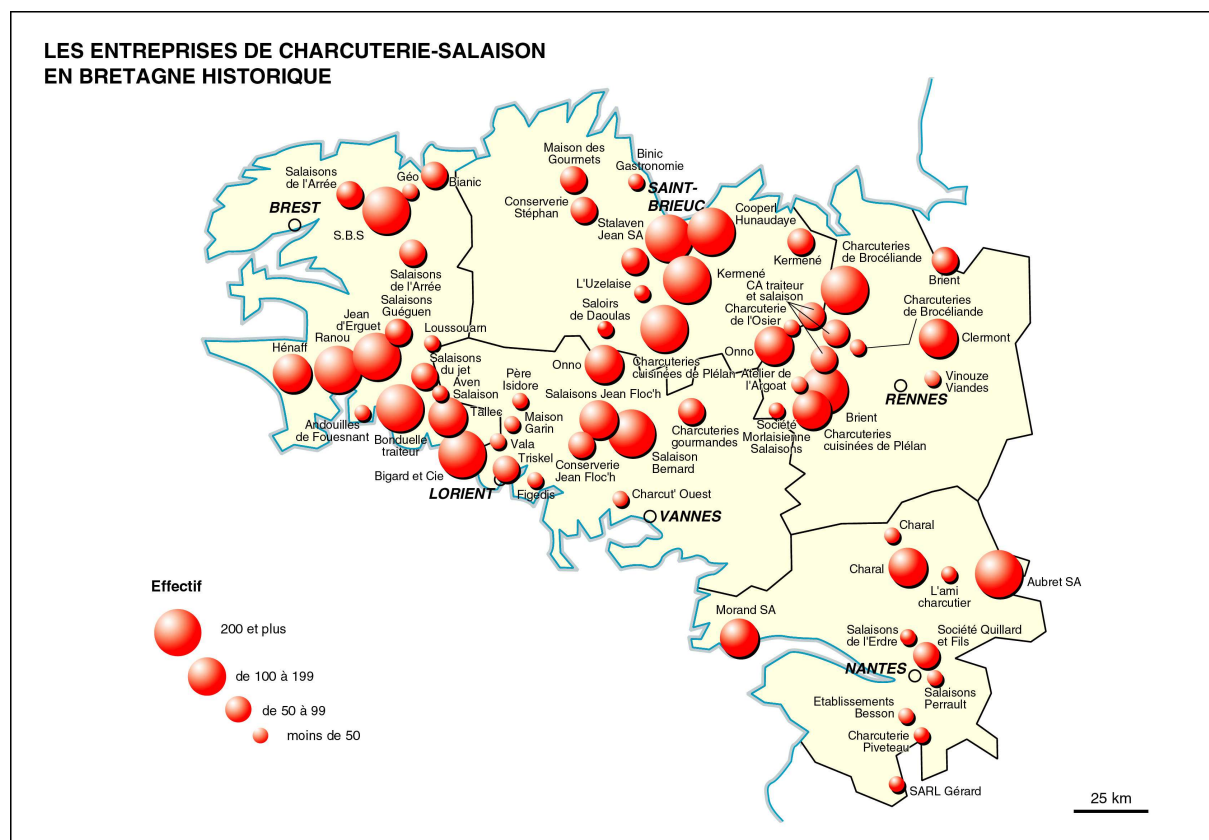 LES ENTREPRISES DE CHARCUTERIE-SALAISON
EN BRETAGNE HISTORIQUE
Salaisons
de l'Arrée
Géo
Bianic
BREST
S.B.S
Salaisons
de l'Arrée
Maison des
Gourmets
Binic
Gastronomie
Conserverie
Stéphan
SAINT-
BRIEUC
Stalaven
Jean SA
Cooperl
Hunaudaye
Kermené
L'Uzelaise
Kermené
Saloirs
de Daoulas
Charcuteries
cuisinées de Plélan
Charcuteries
de Brocéliande
Brient
CA traiteur
et salaison
Charcuteries
de Brocéliande
Charcuterie
de l'Osier
Clermont
Onno
Atelier de
l'Argoat
Vinouze
Viandes
RENNES
Brient
Société
Morlaisienne
Salaisons
Charcuteries
cuisinées de Plélan
Salaisons
Guéguen
Jean
d'Erguet
Ranou
Hénaff
Loussouarn
Salaisons
du jet
Aven
Salaison
Andouilles
de Fouesnant
Bonduelle
traiteur
Tallec
Bigard et Cie
Onno
Père
Isidore
Salaisons Jean Floc'h
Maison
Garin
Vala
Triskel
Conserverie
Jean Floc'h
Salaison
Bernard
Charcuteries
gourmandes
LORIENT
Figedis
Charcut' Ouest
VANNES
Charal
Charal
L'ami
charcutier
Aubret SA
Morand SA
Salaisons
de l'Erdre
Société Quillard
et Fils
NANTES
Salaisons
Perrault
Etablissements
Besson
Charcuterie
Piveteau
SARL Gérard
Effectif
200 et plus
de 100 à 199
de 50 à 99
moins de 50
25 km